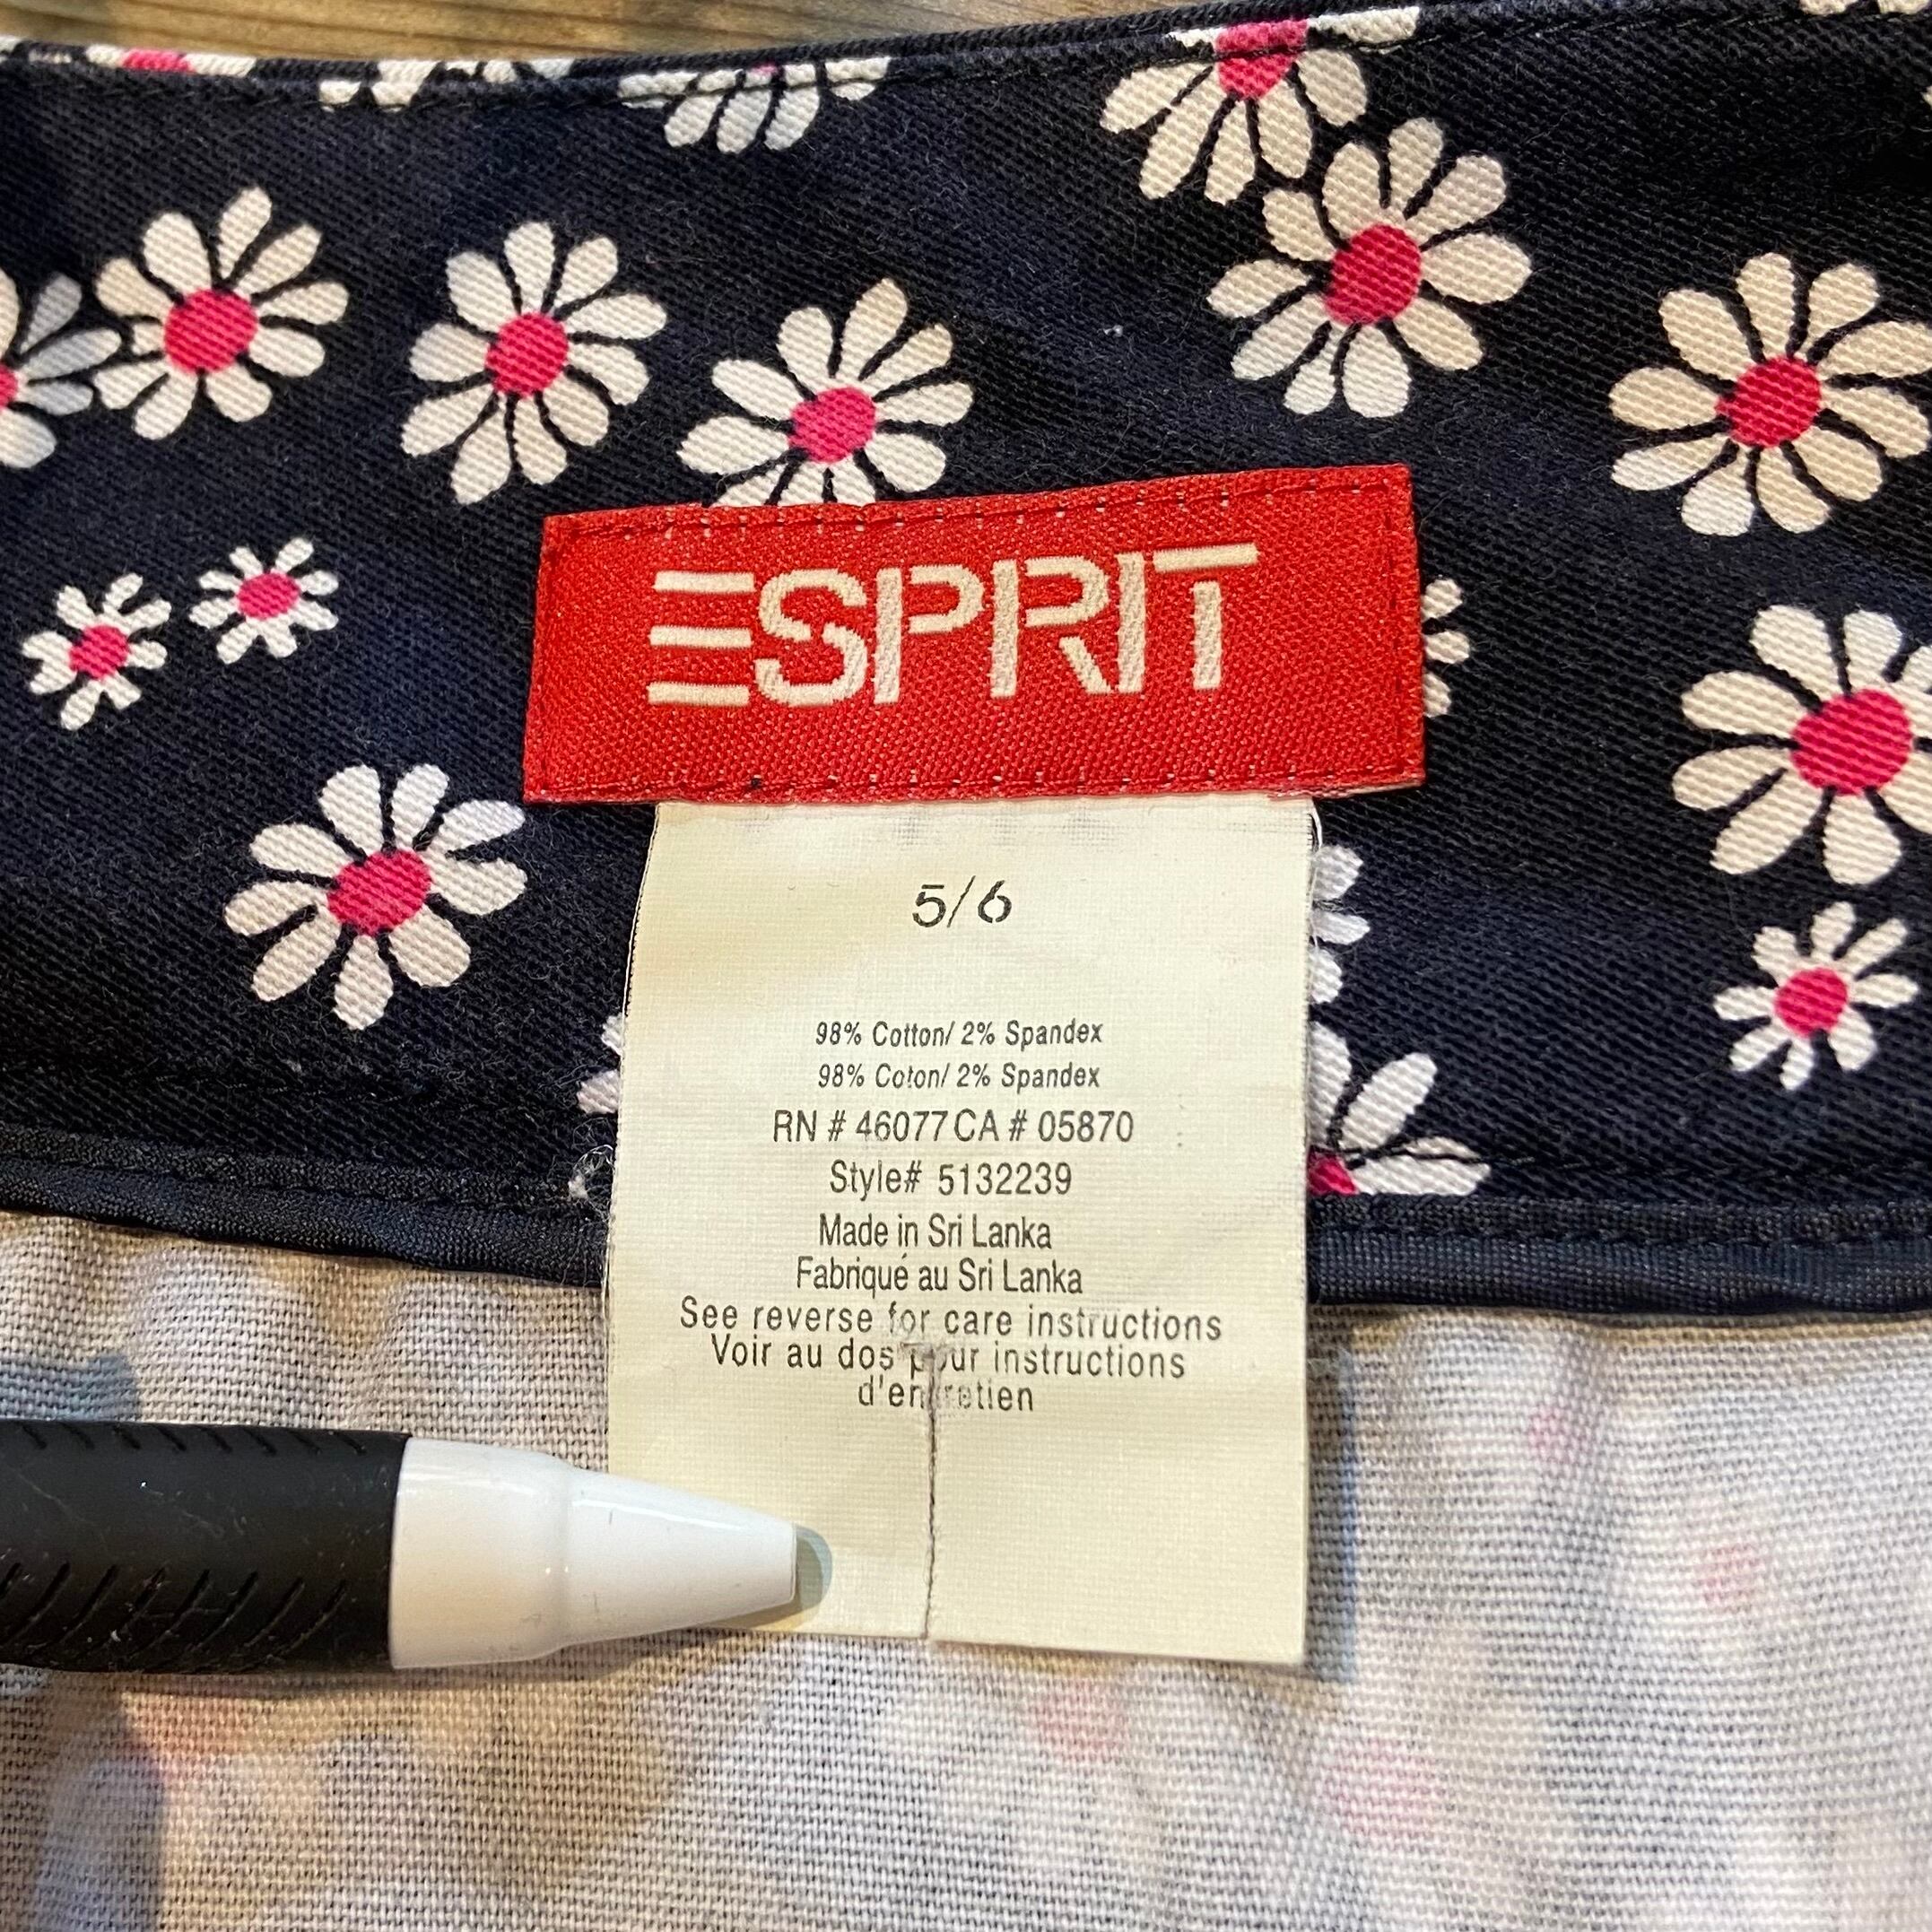 ESPRIT
5/6
98% Cotton/ 2% Spandex
98% Coton/ 2% Spandex
RN # 46077 CA # 05870
Style# 5132239
Made in Sri Lanka
Fabriqué au Sri Lanka
See reverse for care instructions
Voir au dos pour instructions
d'entretien